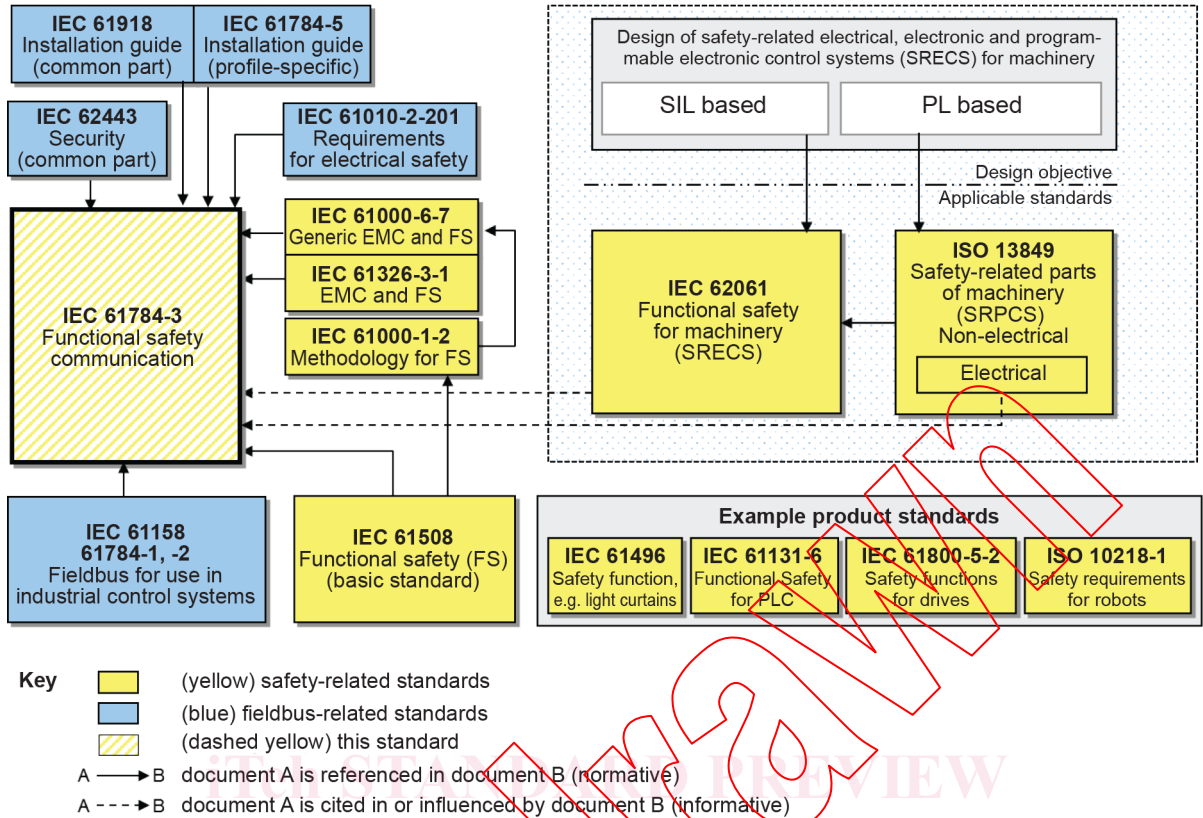 IEC 61918
Installation guide
(common part)
IEC 61784-5
Installation guide
(profile-specific)
IEC 62443
Security
(common part)
IEC 61010-2-201
Requirements
for electrical safety
IEC 61784-3
Functional safety
communication
IEC 61000-6-7
Generic EMC and FS
IEC 61326-3-1
EMC and FS
IEC 61000-1-2
Methodology for FS
Design of safety-related electrical, electronic and program-
mable electronic control systems (SRECS) for machinery
SIL based
PL based
Design objective
Applicable standards
IEC 62061
Functional safety
for machinery
(SRECS)
ISO 13849
Safety-related parts
of machinery
(SRPCS)
Non-electrical
Electrical
IEC 61158
61784-1, -2
Fieldbus for use in
industrial control systems
IEC 61508
Functional safety (FS)
(basic standard)
Example product standards
IEC 61496
Safety function,
e.g. light curtains
IEC 61131-6
Functional Safety
for PLC
IEC 61800-5-2
Safety functions
for drives
ISO 10218-1
Safety requirements
for robots
Key
(yellow) safety-related standards
(blue) fieldbus-related standards
(dashed yellow) this standard
A B document A is referenced in document B (normative)
A B document A is cited in or influenced by document B (informative)
iTeh STANDARD PREVIEW
rawn